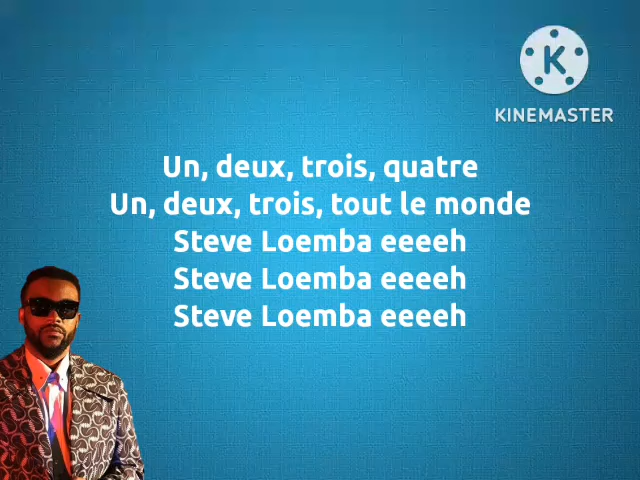 K
KINEMASTER
Un, deux, trois, quatre
Un, deux, trois, tout le monde
Steve Loemba eeeeh
Steve Loemba eeeeh
Steve Loemba eeeeh